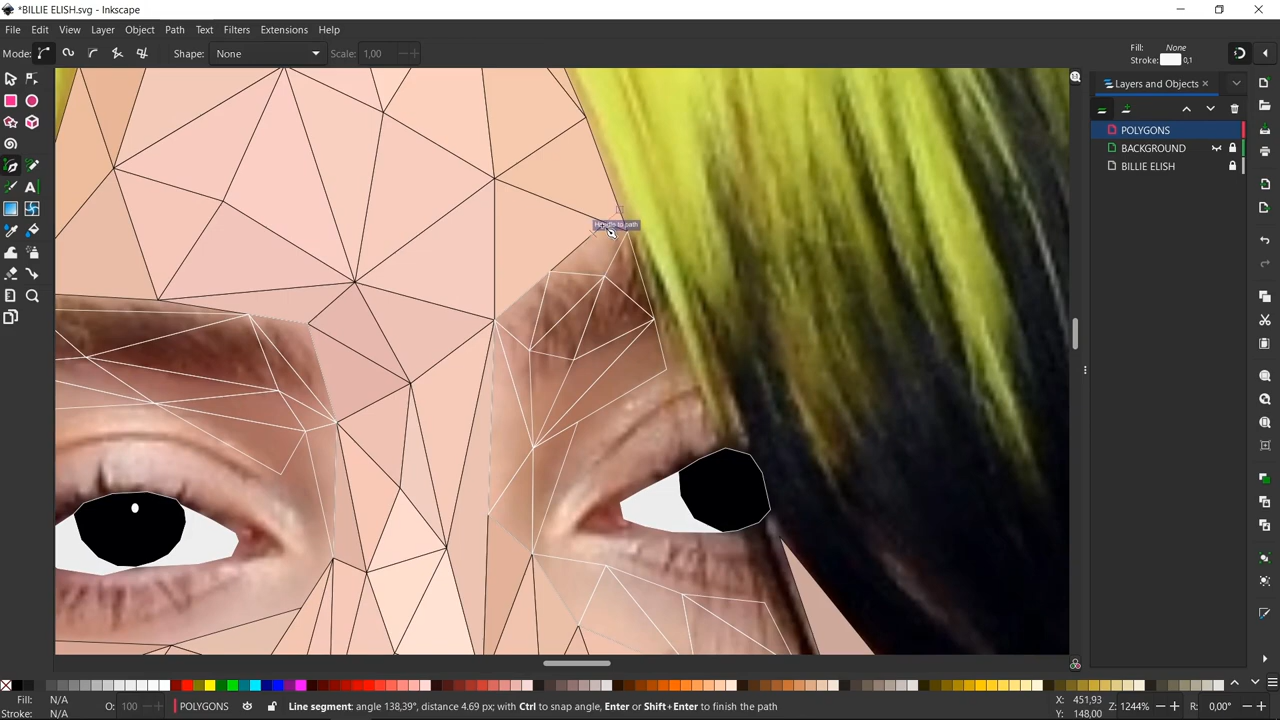 *BILLIE ELISH.svg - Inkscape
File Edit View Layer Object Path Text Filters Extensions Help
Mode: Shape: None Scale: 1,00
Fill: None
Stroke: 0,1
Layers and Objects
POLYGONS
BACKGROUND
BILLIE ELISH
Handle to path
Fill: N/A
Stroke: N/A
O: 100
POLYGONS
Line segment: angle 138,39°, distance 4.69 px; with Ctrl to snap angle, Enter or Shift+Enter to finish the path
X: 451,93
Y: 148,00
Z: 1244%
R: 0,00°